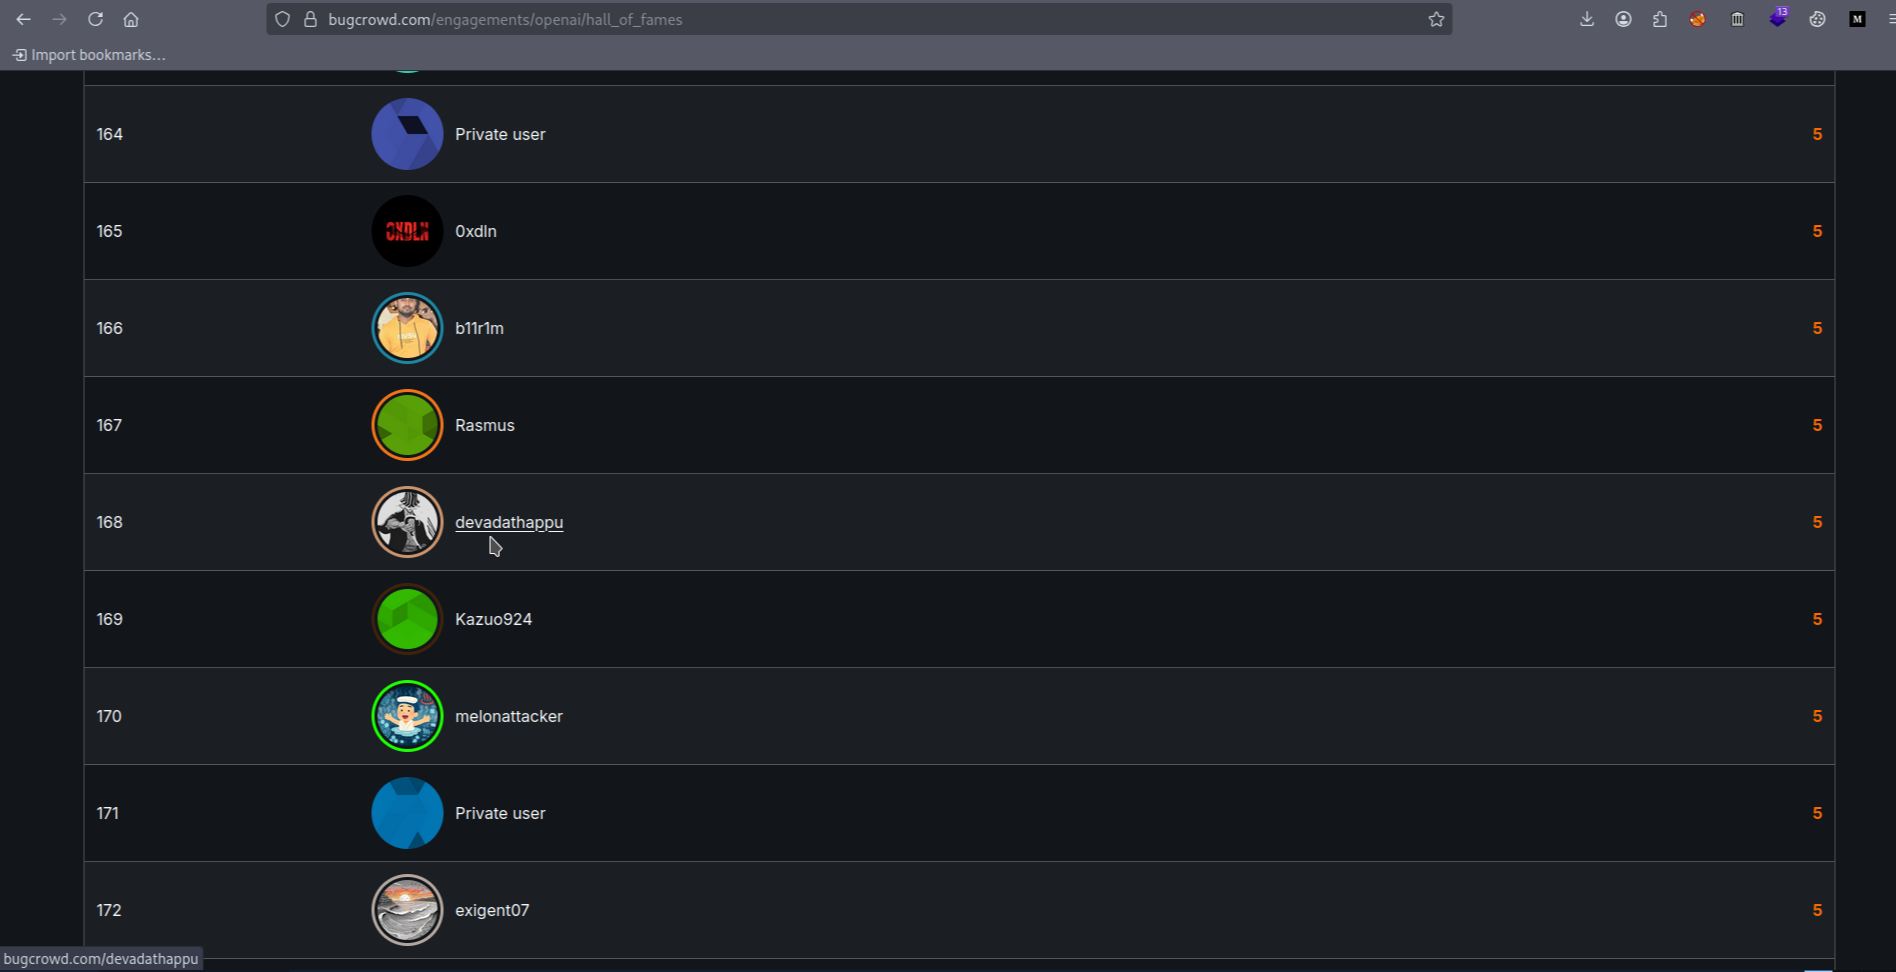 bugcrowd.com/engagements/openai/hall_of_fames
13
M
Import bookmarks…
164 Private user 5
165 0XDLN 0xdln 5
166 b11r1m 5
167 Rasmus 5
168 devadathappu 5
169 Kazuo924 5
170 melonattacker 5
171 Private user 5
172 exigent07 5
bugcrowd.com/devadathappu